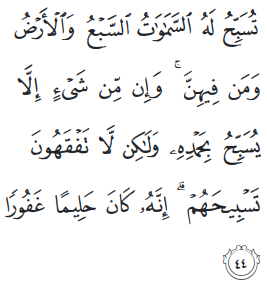 تُسَبِّحُ لَهُ ٱلسَّمَٰوَٰتُ ٱلسَّبْعُ وَٱلْأَرْضُ
وَمَن فِيهِنَّ ۚ وَإِن مِّن شَىْءٍ إِلَّا
يُسَبِّحُ بِحَمْدِهِۦ وَلَٰكِن لَّا تَفْقَهُونَ
تَسْبِيحَهُمْ ۗ إِنَّهُۥ كَانَ حَلِيمًا غَفُورًا
٤٤